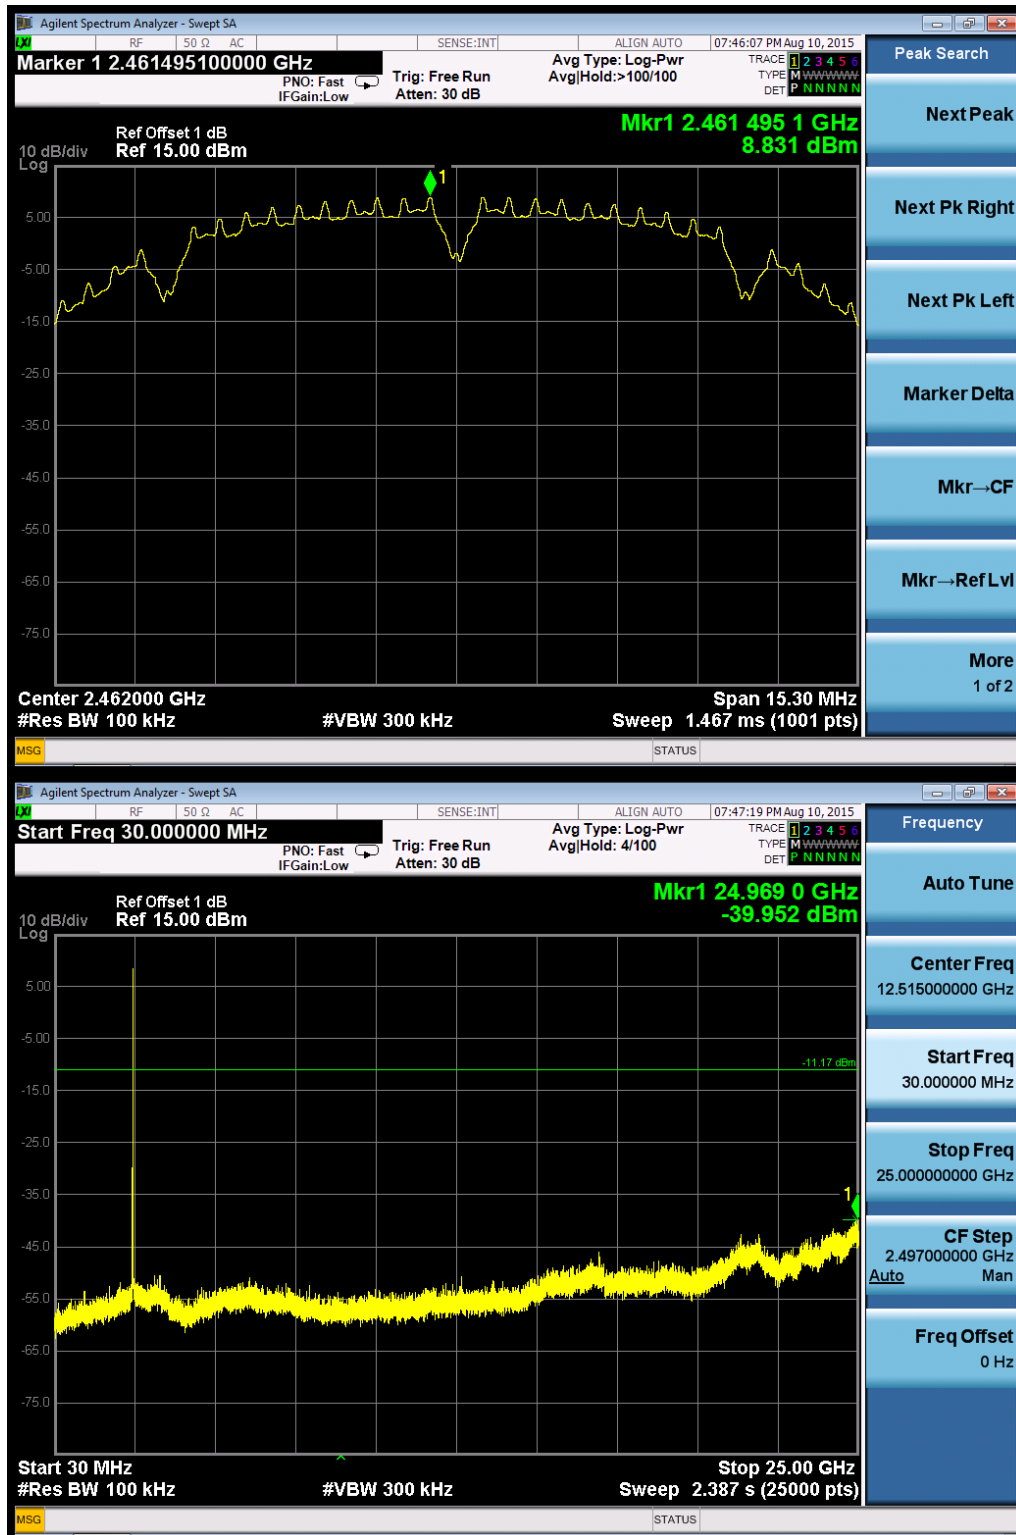 Agilent Spectrum Analyzer - Swept SA
LXI RF 50 Ω AC SENSE:INT ALIGN AUTO 07:46:07 PM Aug 10, 2015
Marker 1 2.461495100000 GHz
PNO: Fast
IFGain:Low
Trig: Free Run
Atten: 30 dB
Avg Type: Log-Pwr
Avg|Hold:>100/100
TRACE 1 2 3 4 5 6
TYPE M W W W W W
DET P N N N N N
Mkr1 2.461 495 1 GHz
8.831 dBm
Ref Offset 1 dB
10 dB/div Ref 15.00 dBm
Log
1
5.00
-5.00
-15.0
-25.0
-35.0
-45.0
-55.0
-65.0
-75.0
Center 2.462000 GHz Span 15.30 MHz
#Res BW 100 kHz #VBW 300 kHz Sweep 1.467 ms (1001 pts)
MSG STATUS
Peak Search
Next Peak
Next Pk Right
Next Pk Left
Marker Delta
Mkr→CF
Mkr→Ref Lvl
More
1 of 2
Agilent Spectrum Analyzer - Swept SA
LXI RF 50 Ω AC SENSE:INT ALIGN AUTO 07:47:19 PM Aug 10, 2015
Start Freq 30.000000 MHz
PNO: Fast
IFGain:Low
Trig: Free Run
Atten: 30 dB
Avg Type: Log-Pwr
Avg|Hold: 4/100
TRACE 1 2 3 4 5 6
TYPE M W W W W W
DET P N N N N N
Mkr1 24.969 0 GHz
-39.952 dBm
Ref Offset 1 dB
10 dB/div Ref 15.00 dBm
Log
5.00
-5.00
-11.17 dBm
-15.0
-25.0
-35.0
1
-45.0
-55.0
-65.0
-75.0
Start 30 MHz Stop 25.00 GHz
#Res BW 100 kHz #VBW 300 kHz Sweep 2.387 s (25000 pts)
MSG STATUS
Frequency
Auto Tune
Center Freq
12.515000000 GHz
Start Freq
30.000000 MHz
Stop Freq
25.000000000 GHz
CF Step
2.497000000 GHz
Auto Man
Freq Offset
0 Hz